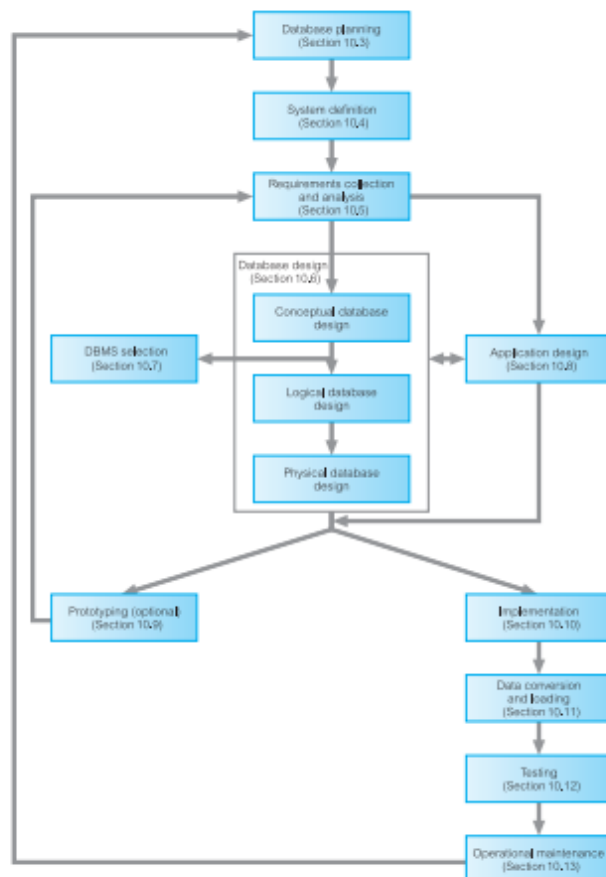 Database planning
(Section 10.3)
System definition
(Section 10.4)
Requirements collection
and analysis
(Section 10.5)
Database design
(Section 10.6)
Conceptual database
design
DBMS selection
(Section 10.7)
Application design
(Section 10.8)
Logical database
design
Physical database
design
Prototyping (optional)
(Section 10.9)
Implementation
(Section 10.10)
Data conversion
and loading
(Section 10.11)
Testing
(Section 10.12)
Operational maintenance
(Section 10.13)